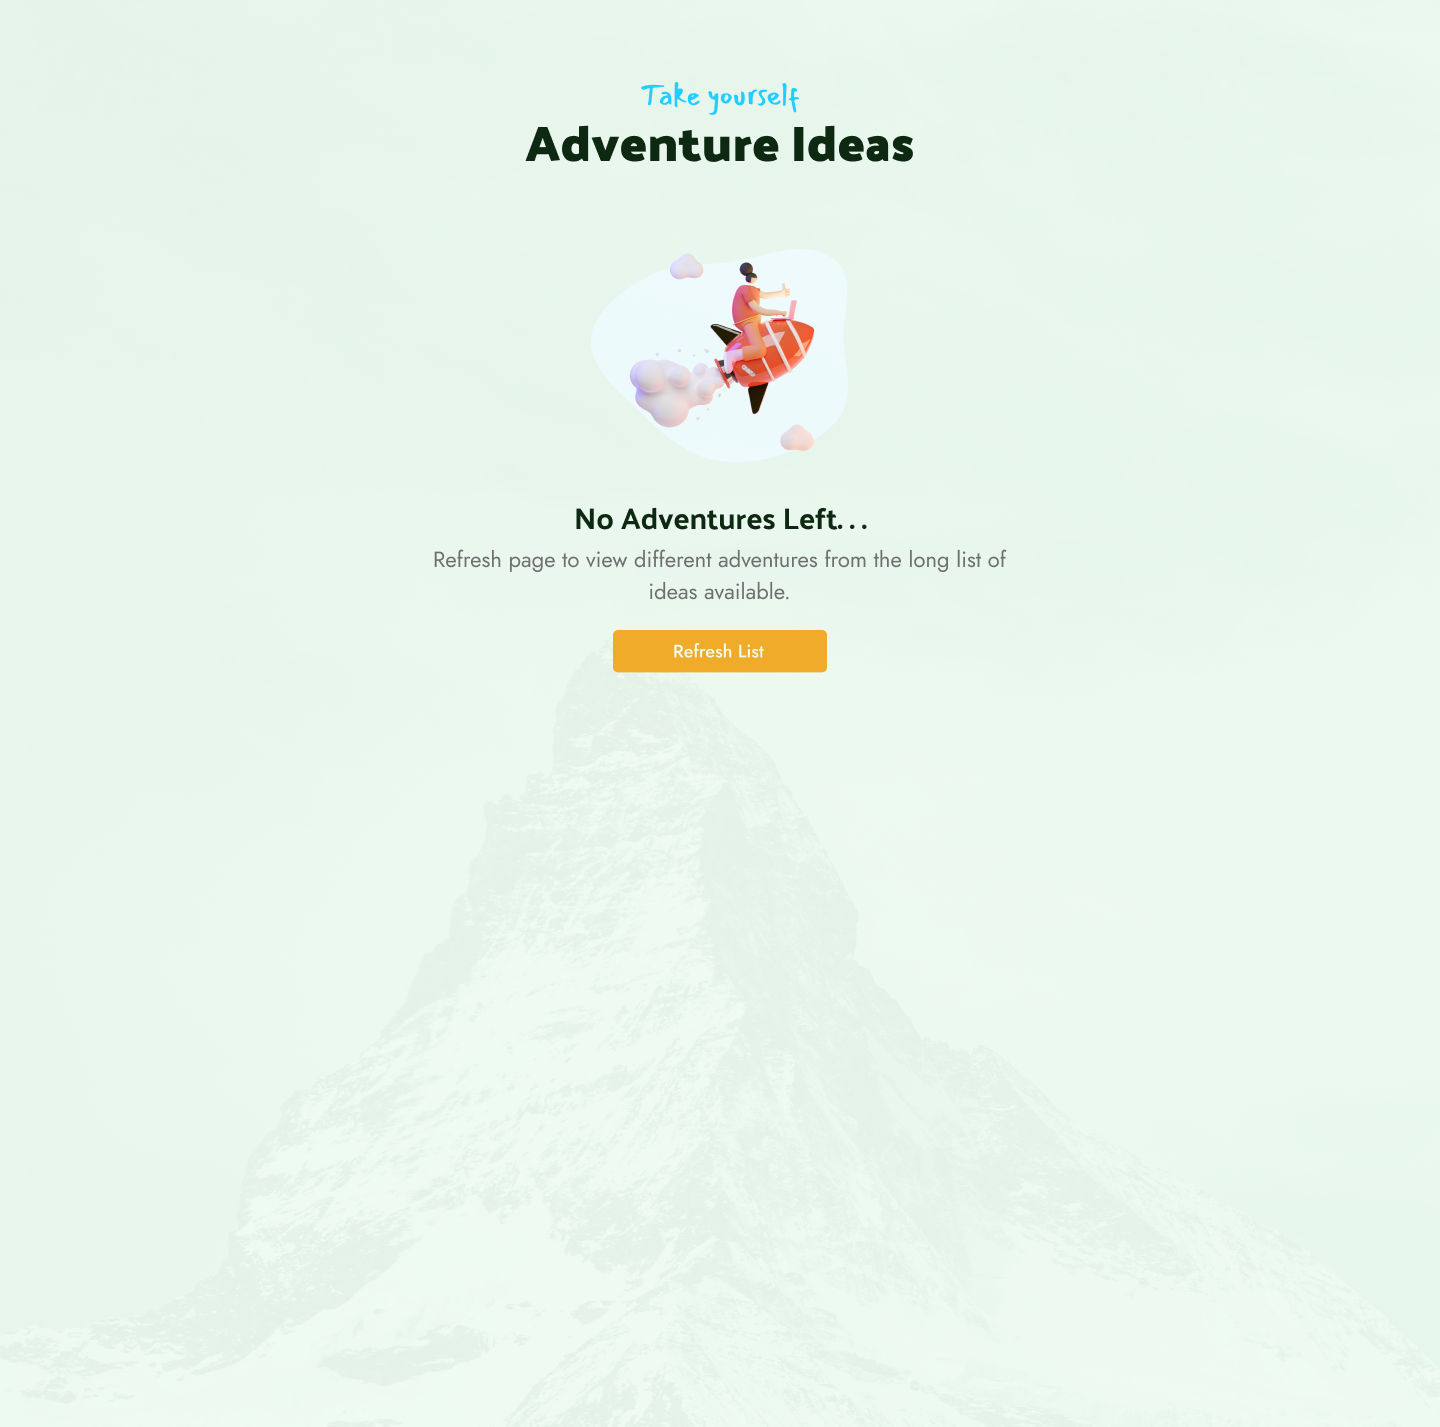 Take yourself
Adventure Ideas
No Adventures Left...
Refresh page to view different adventures from the long list of
ideas available.
Refresh List